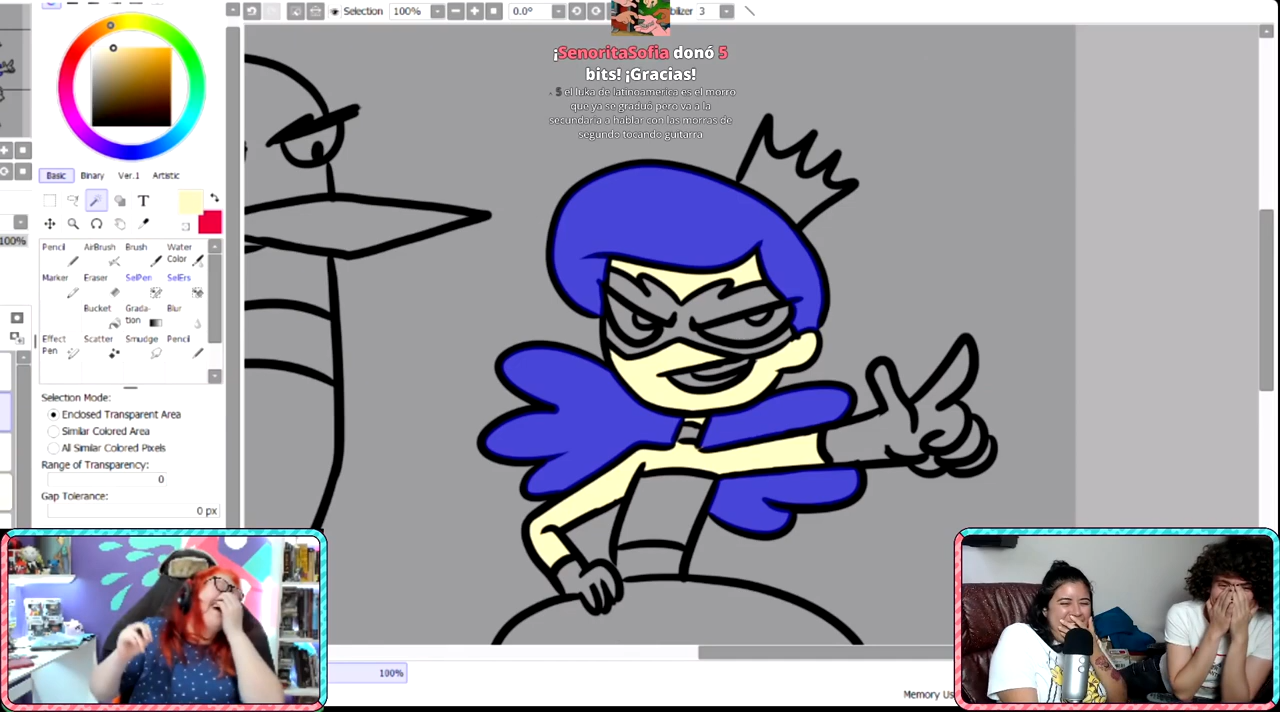 Selection 100% 0.0° bilizer 3
¡SenoritaSofia donó 5
bits! ¡Gracias!
5 el luka de latinoamerica es el morro
que ya se graduó pero va a la
secundaria a hablar con las morras de
segundo tocando guitarra
Basic Binary Ver.1 Artistic
T
100%
Pencil AirBrush Brush Water Color
Marker Eraser SelPen SelErs
Bucket Grada-tion Blur
Effect Pen Scatter Smudge Pencil
Selection Mode:
Enclosed Transparent Area
Similar Colored Area
All Similar Colored Pixels
Range of Transparency:
0
Gap Tolerance:
0 px
100%
Memory Us